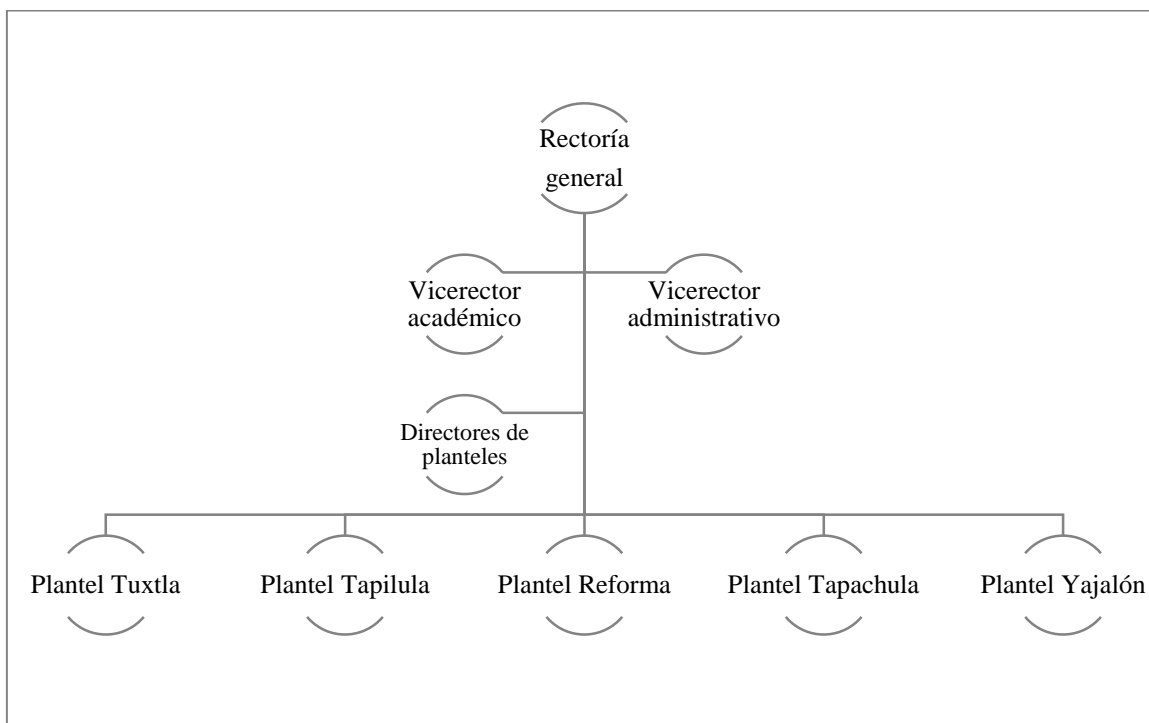 Rectoría
general
Vicerector
académico
Vicerector
administrativo
Directores de
planteles
Plantel Tuxtla
Plantel Tapilula
Plantel Reforma
Plantel Tapachula
Plantel Yajalón